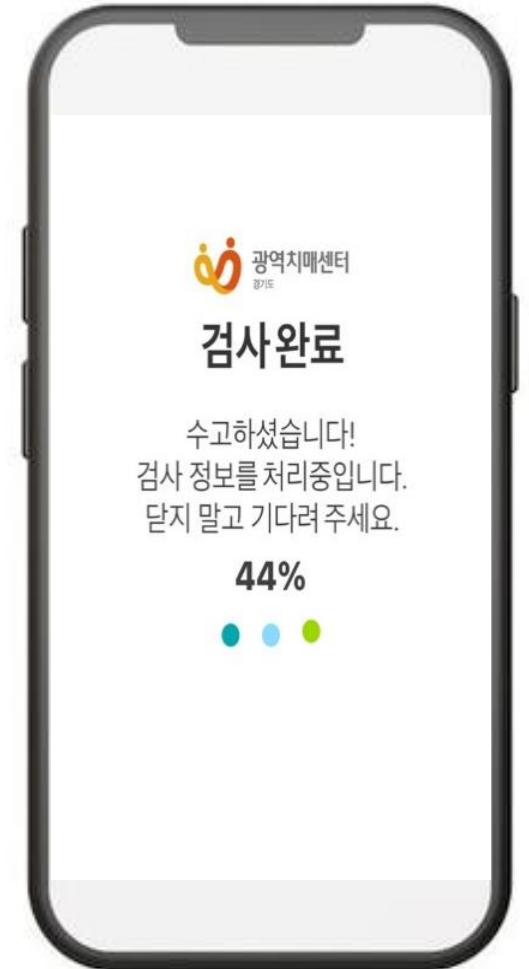 광역치매센터
경기도
검사 완료
수고하셨습니다!
검사 정보를 처리중입니다.
닫지 말고 기다려 주세요.
44%